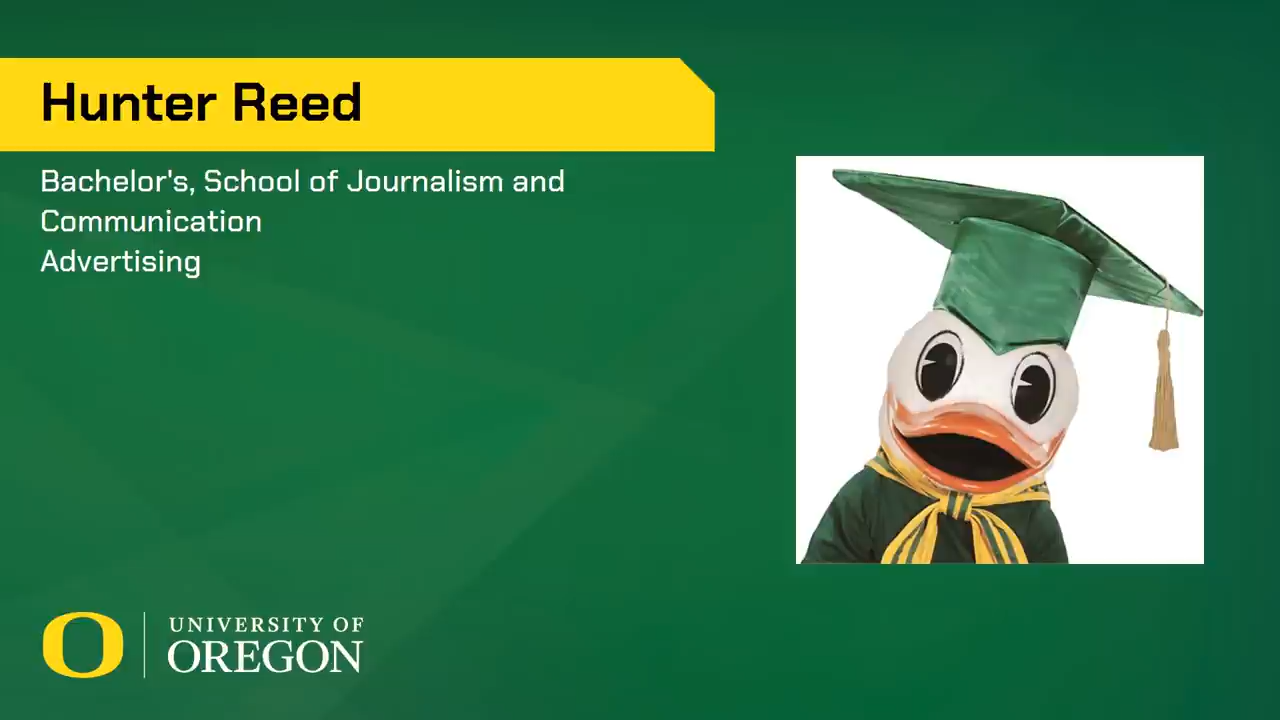 Hunter Reed
Bachelor's, School of Journalism and
Communication
Advertising
O
UNIVERSITY OF
OREGON